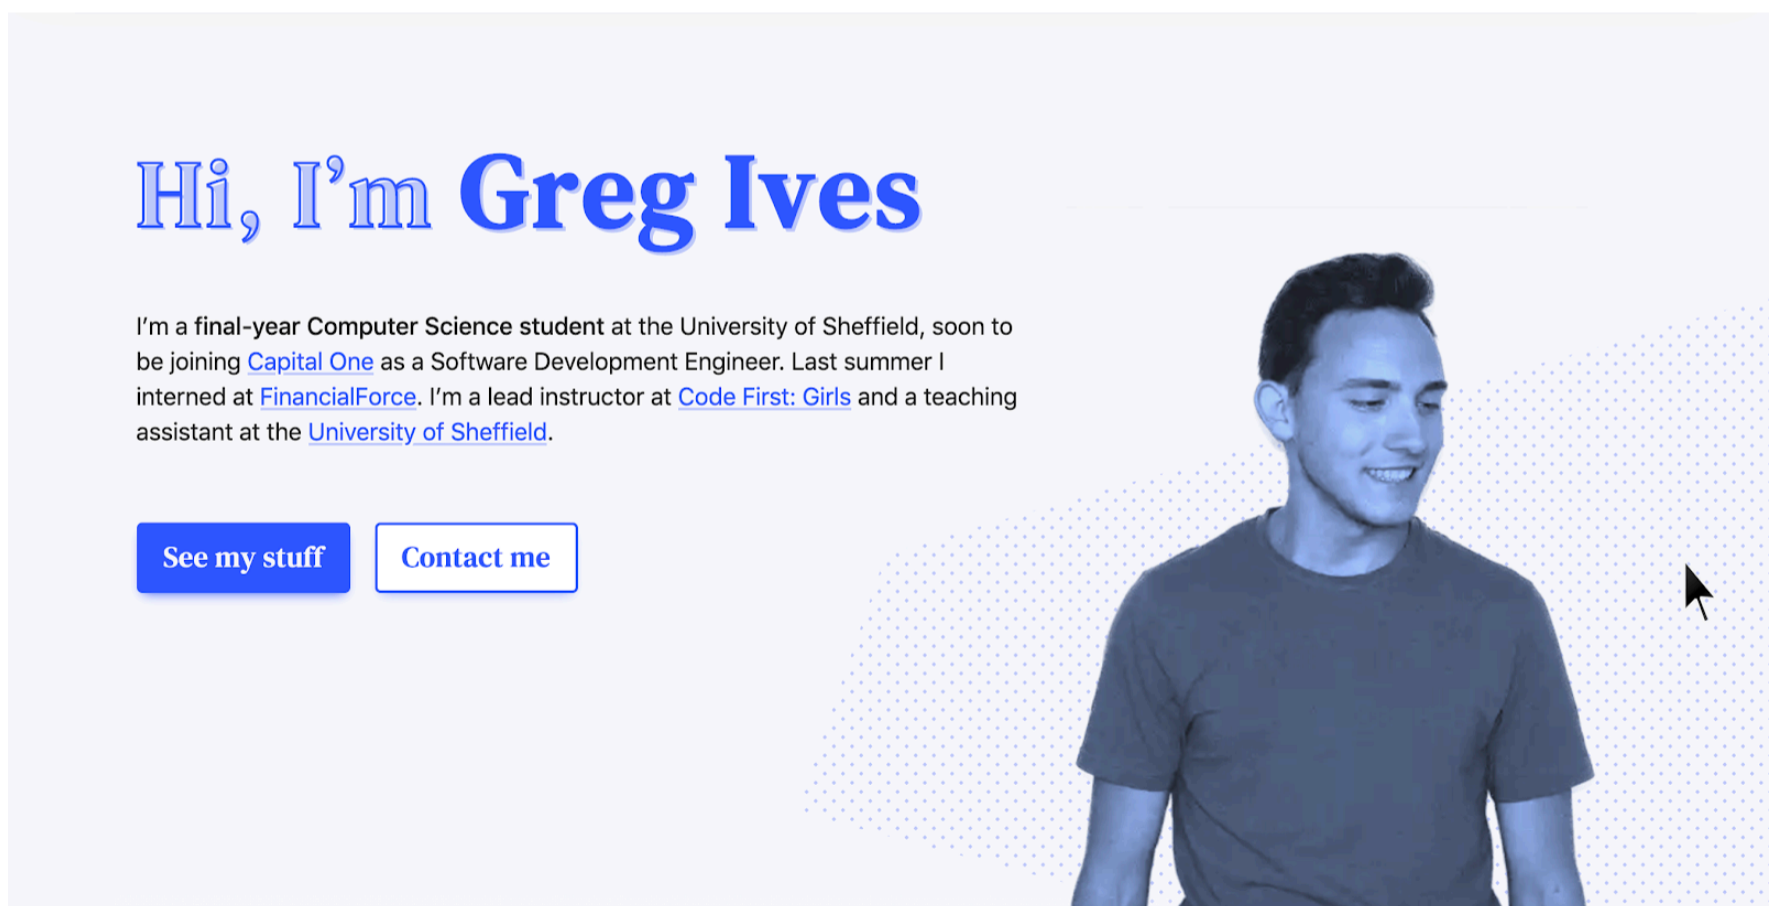 Hi, I’m Greg Ives
I’m a final-year Computer Science student at the University of Sheffield, soon to
be joining Capital One as a Software Development Engineer. Last summer I
interned at FinancialForce. I’m a lead instructor at Code First: Girls and a teaching
assistant at the University of Sheffield.
See my stuff
Contact me